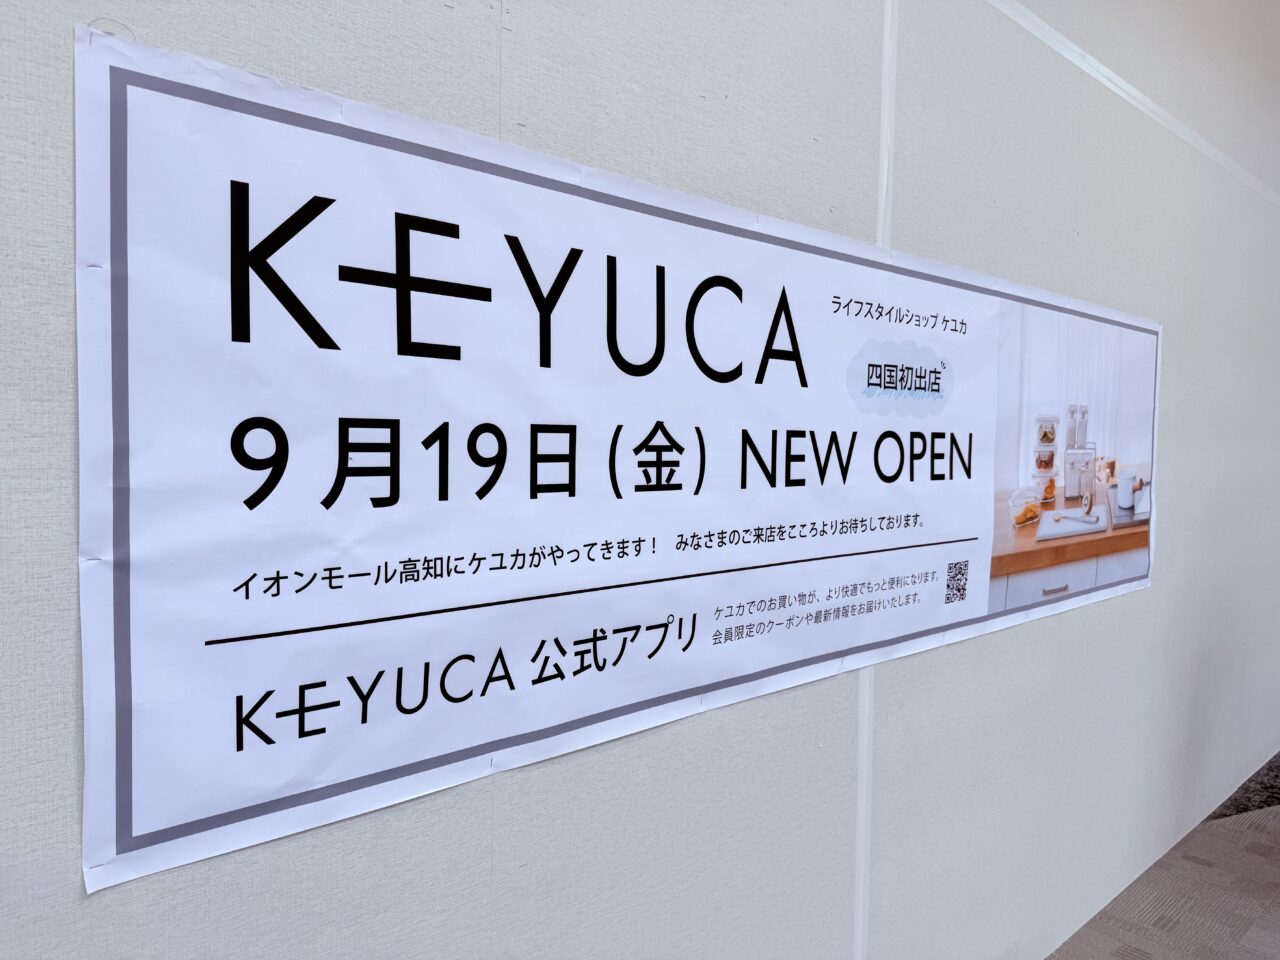 KEYUCA
ライフスタイルショップ ケユカ
四国初出店
9月19日(金) NEW OPEN
イオンモール高知にケユカがやってきます！ みなさまのご来店をこころよりお待ちしております。
KEYUCA 公式アプリ
ケユカでのお買い物が、より快適でもっと便利になります。
会員限定のクーポンや最新情報をお届けいたします。